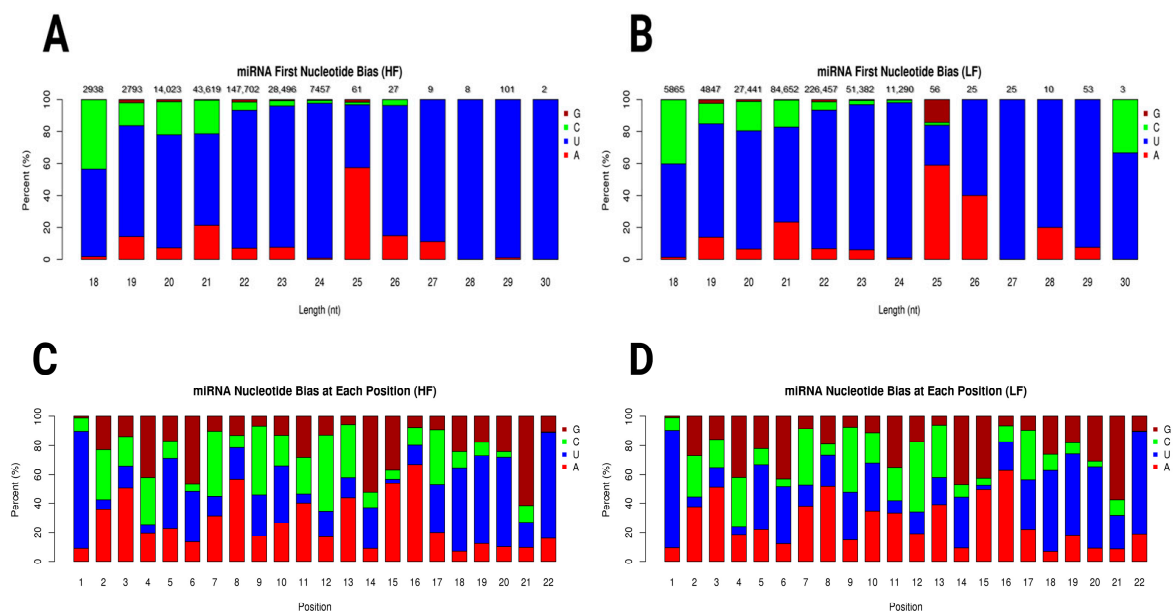 A
miRNA First Nucleotide Bias (HF)
2938 2793 14,023 43,619 147,702 28,496 7457 61 27 9 8 101 2
Percent (%)
0 20 40 60 80 100
G
C
U
A
18 19 20 21 22 23 24 25 26 27 28 29 30
Length (nt)
B
miRNA First Nucleotide Bias (LF)
5865 4847 27,441 84,652 226,457 51,382 11,290 56 25 25 10 53 3
Percent (%)
0 20 40 60 80 100
G
C
U
A
18 19 20 21 22 23 24 25 26 27 28 29 30
Length (nt)
C
miRNA Nucleotide Bias at Each Position (HF)
Percent (%)
0 20 40 60 80 100
G
C
U
A
1 2 3 4 5 6 7 8 9 10 11 12 13 14 15 16 17 18 19 20 21 22
Position
D
miRNA Nucleotide Bias at Each Position (LF)
Percent (%)
0 20 40 60 80 100
G
C
U
A
1 2 3 4 5 6 7 8 9 10 11 12 13 14 15 16 17 18 19 20 21 22
Position